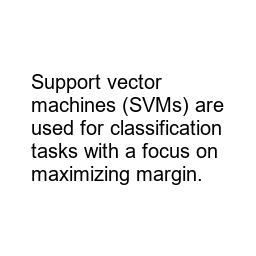 Support vector
machines (SVMs) are
used for classification
tasks with a focus on
maximizing margin.